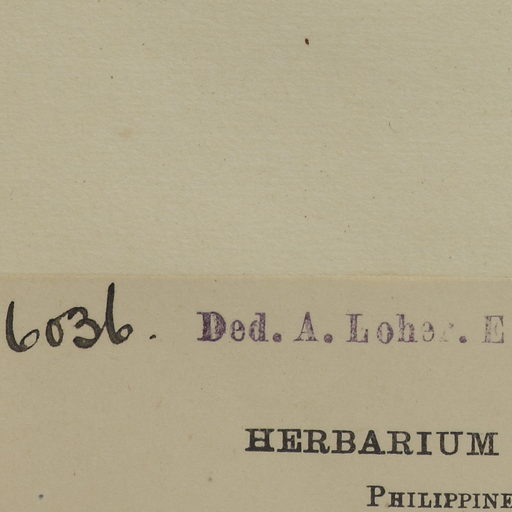 6036. Ded. A. Loher. E
HERBARIUM
PHILIPPINE